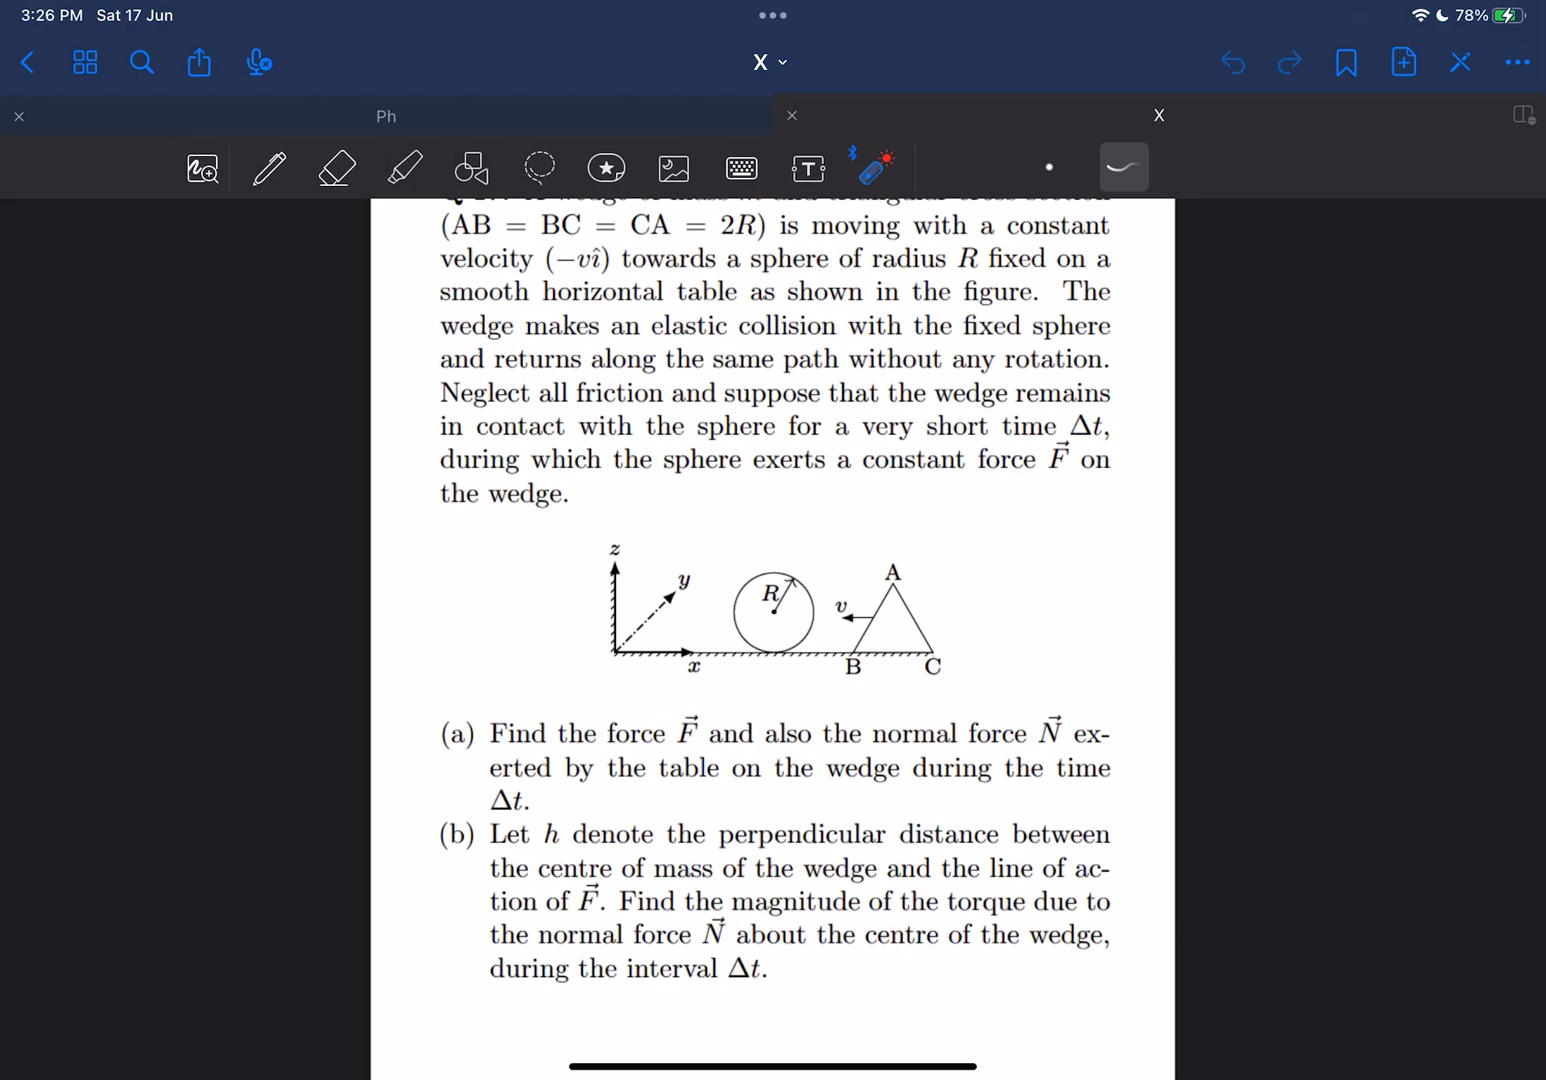 3:26 PM Sat 17 Jun
78%
X
Ph
X
T
(AB = BC = CA = 2R) is moving with a constant
velocity (−vî) towards a sphere of radius R fixed on a
smooth horizontal table as shown in the figure. The
wedge makes an elastic collision with the fixed sphere
and returns along the same path without any rotation.
Neglect all friction and suppose that the wedge remains
in contact with the sphere for a very short time Δt,
during which the sphere exerts a constant force F⃗ on
the wedge.
z
y
R
v
A
x
B
C
(a) Find the force F⃗ and also the normal force N⃗ ex-
erted by the table on the wedge during the time
Δt.
(b) Let h denote the perpendicular distance between
the centre of mass of the wedge and the line of ac-
tion of F⃗. Find the magnitude of the torque due to
the normal force N⃗ about the centre of the wedge,
during the interval Δt.